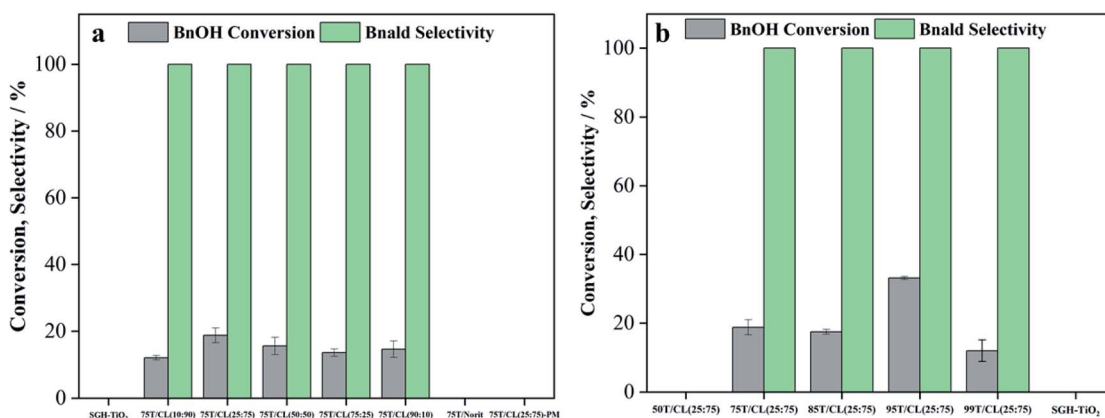 a
BnOH Conversion
Bnald Selectivity
Conversion, Selectivity / %
100
80
60
40
20
0
SGH-TiO₂
75T/CL(10:90)
75T/CL(25:75)
75T/CL(50:50)
75T/CL(75:25)
75T/CL(90:10)
75T/Norit
75T/CL(25:75)-PM
b
BnOH Conversion
Bnald Selectivity
Conversion, Selectivity / %
100
80
60
40
20
0
50T/CL(25:75)
75T/CL(25:75)
85T/CL(25:75)
95T/CL(25:75)
99T/CL(25:75)
SGH-TiO₂